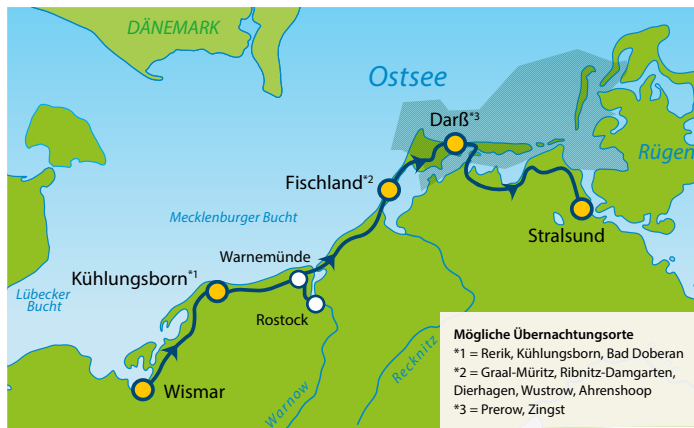 DÄNEMARK
Ostsee
Darß*3
Rügen
Fischland*2
Mecklenburger Bucht
Stralsund
Warnemünde
Kühlungsborn*1
Lübecker
Bucht
Rostock
Wismar
Warnow
Recknitz
Mögliche Übernachtungsorte
*1 = Rerik, Kühlungsborn, Bad Doberan
*2 = Graal-Müritz, Ribnitz-Damgarten,
Dierhagen, Wustrow, Ahrenshoop
*3 = Prerow, Zingst